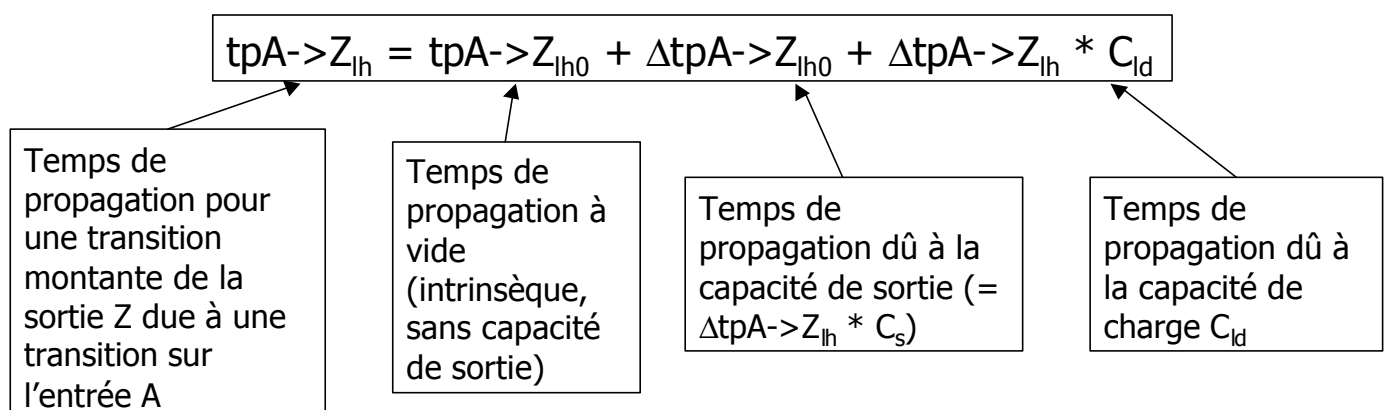 tpA->Zlh = tpA->Zlh0 + ΔtpA->Zlh0 + ΔtpA->Zlh * Cld
Temps de
propagation pour
une transition
montante de la
sortie Z due à une
transition sur
l'entrée A
Temps de
propagation à
vide
(intrinsèque,
sans capacité
de sortie)
Temps de
propagation dû à la
capacité de sortie (=
ΔtpA->Zlh * Cs)
Temps de
propagation dû à
la capacité de
charge Cld